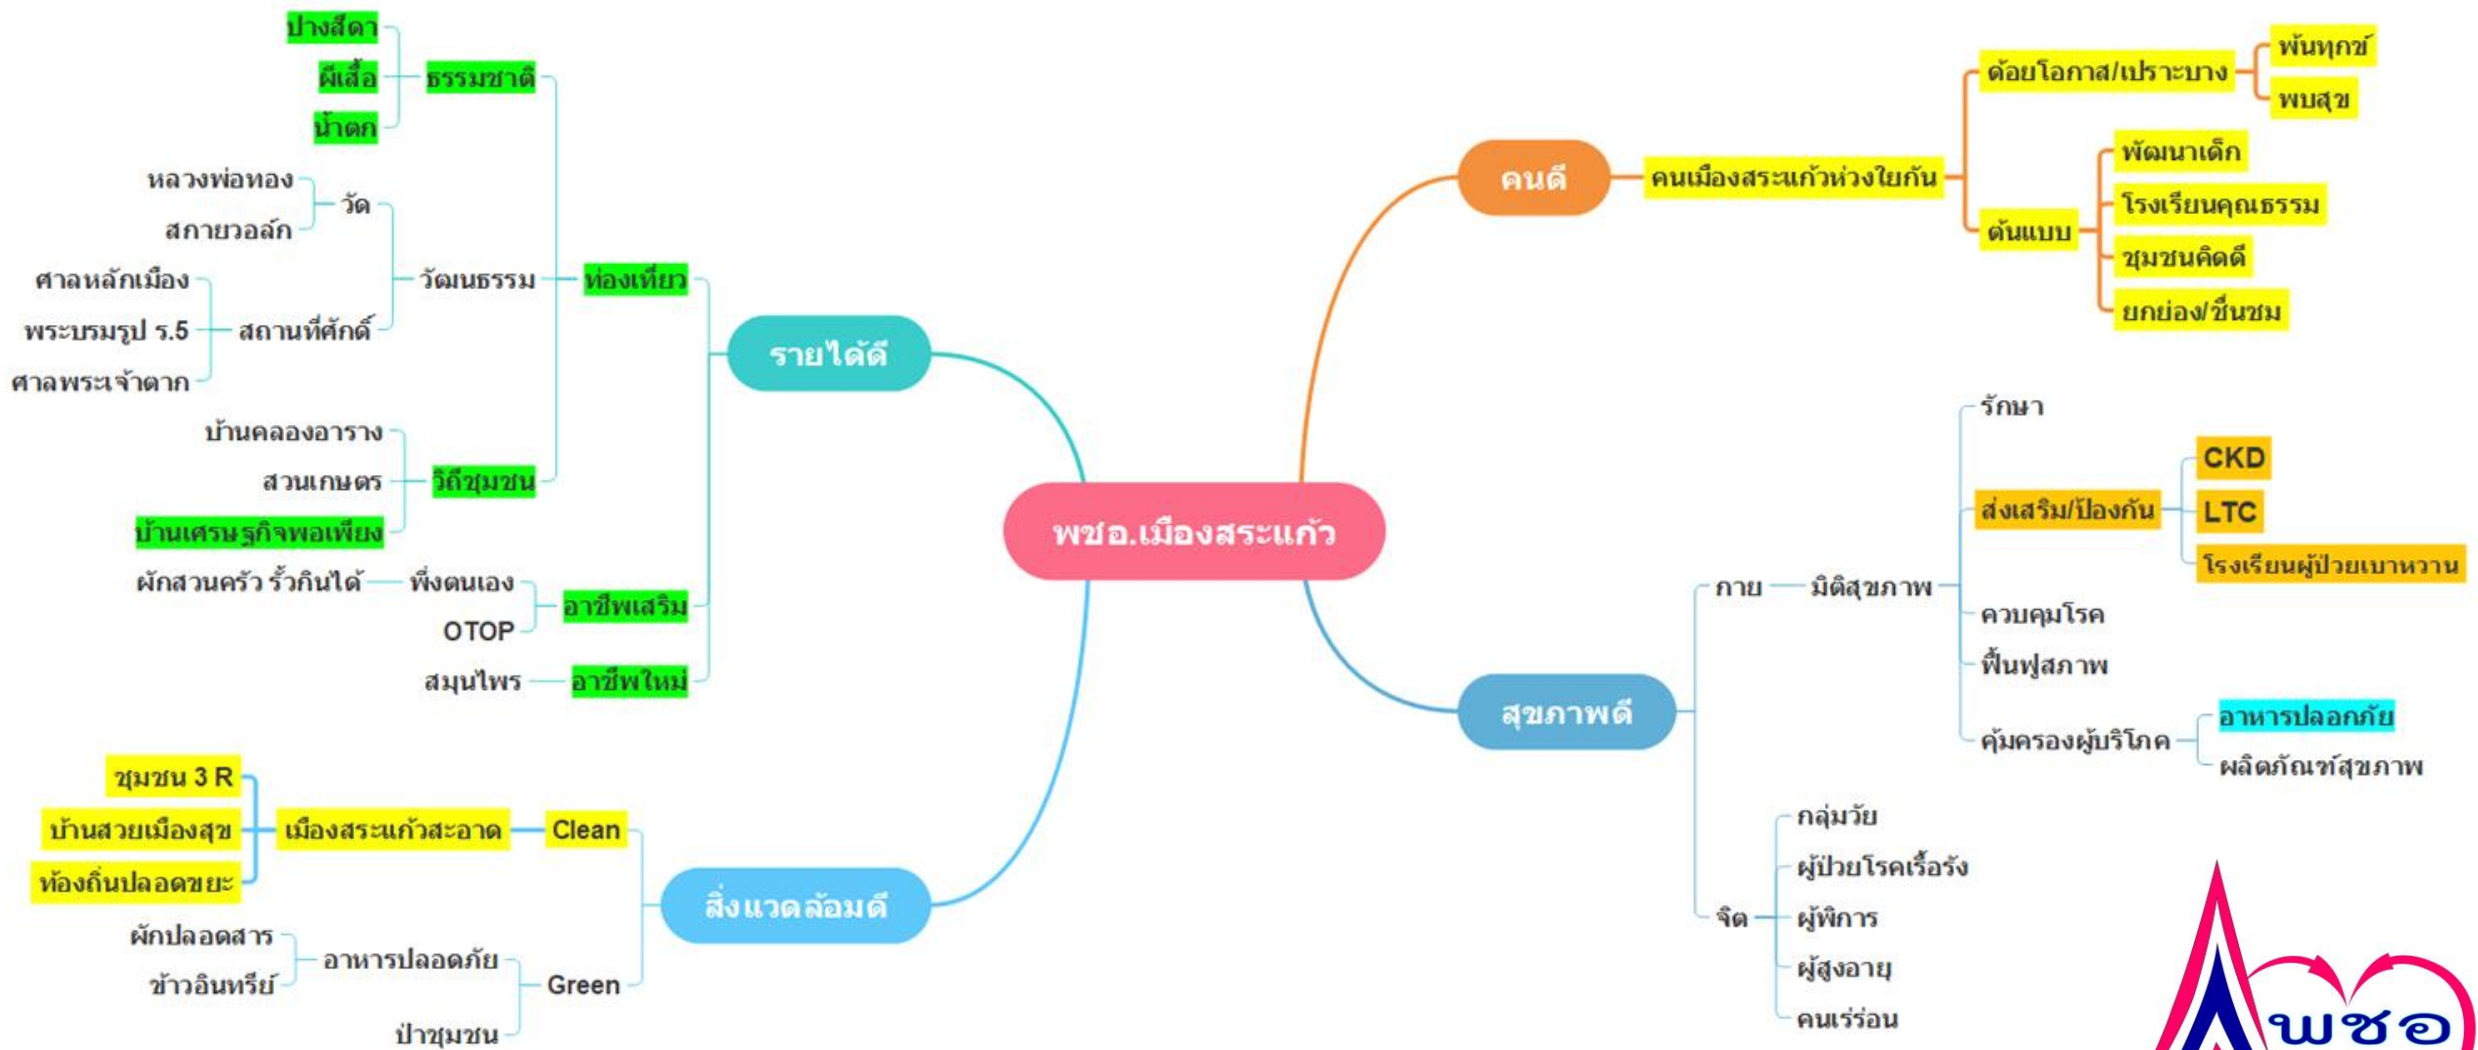 พชอ.เมืองสระแก้ว
คนดี
คนเมืองสระแก้วห่วงใยกัน
ด้อยโอกาส/เปราะบาง
พ้นทุกข์
พบสุข
ต้นแบบ
พัฒนาเด็ก
โรงเรียนคุณธรรม
ชุมชนคิดดี
ยกย่อง/ชื่นชม
สุขภาพดี
กาย
มิติสุขภาพ
รักษา
ส่งเสริม/ป้องกัน
CKD
LTC
โรงเรียนผู้ป่วยเบาหวาน
ควบคุมโรค
ฟื้นฟูสภาพ
คุ้มครองผู้บริโภค
อาหารปลอกภัย
ผลิตภัณฑ์สุขภาพ
จิต
กลุ่มวัย
ผู้ป่วยโรคเรื้อรัง
ผู้พิการ
ผู้สูงอายุ
คนเร่ร่อน
รายได้ดี
ท่องเที่ยว
ธรรมชาติ
ปางสีดา
ผีเสื้อ
น้ำตก
วัฒนธรรม
วัด
หลวงพ่อทอง
สกายวอล์ก
สถานที่ศักดิ์
ศาลหลักเมือง
พระบรมรูป ร.5
ศาลพระเจ้าตาก
วิถีชุมชน
บ้านคลองอาราง
สวนเกษตร
บ้านเศรษฐกิจพอเพียง
อาชีพเสริม
พึ่งตนเอง
ผักสวนครัว รั้วกินได้
OTOP
อาชีพใหม่
สมุนไพร
สิ่งแวดล้อมดี
Clean
เมืองสระแก้วสะอาด
ชุมชน 3 R
บ้านสวยเมืองสุข
ท้องถิ่นปลอดขยะ
Green
อาหารปลอดภัย
ผักปลอดสาร
ข้าวอินทรีย์
ป่าชุมชน
พชอ